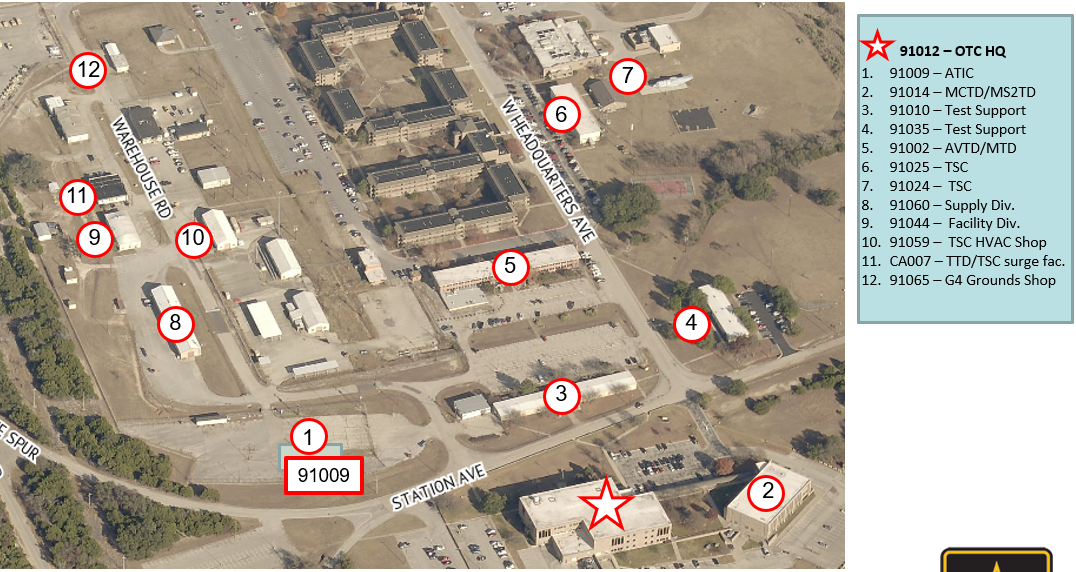 91012 – OTC HQ
1. 91009 – ATIC
2. 91014 – MCTD/MS2TD
3. 91010 – Test Support
4. 91035 – Test Support
5. 91002 – AVTD/MTD
6. 91025 – TSC
7. 91024 – TSC
8. 91060 – Supply Div.
9. 91044 – Facility Div.
10. 91059 – TSC HVAC Shop
11. CA007 – TTD/TSC surge fac.
12. 91065 – G4 Grounds Shop
12
7
6
WAREHOUSE RD
W HEADQUARTERS AVE
11
9
10
5
8
4
3
1
91009
E SPUR
STATION AVE
2